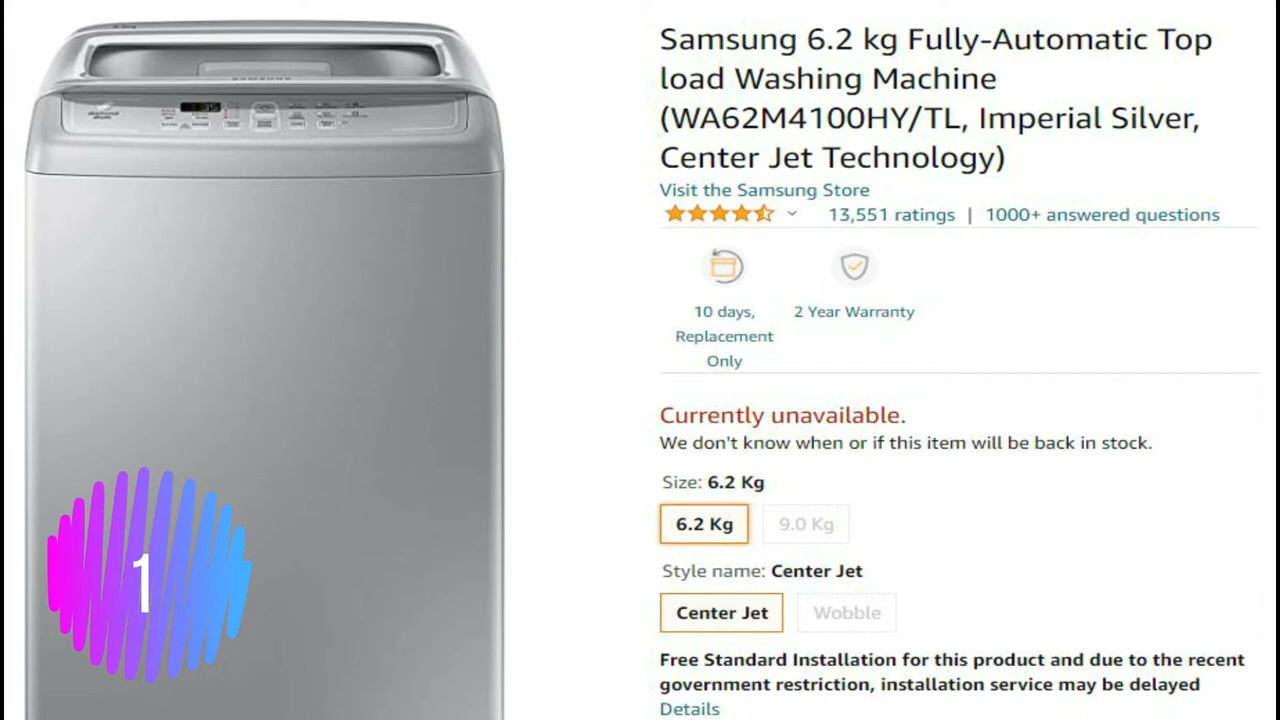 SAMSUNG
diamond
drum
1
Samsung 6.2 kg Fully-Automatic Top
load Washing Machine
(WA62M4100HY/TL, Imperial Silver,
Center Jet Technology)
Visit the Samsung Store
13,551 ratings | 1000+ answered questions
10 days,
Replacement
Only
2 Year Warranty
Currently unavailable.
We don't know when or if this item will be back in stock.
Size: 6.2 Kg
6.2 Kg 9.0 Kg
Style name: Center Jet
Center Jet Wobble
Free Standard Installation for this product and due to the recent
government restriction, installation service may be delayed
Details